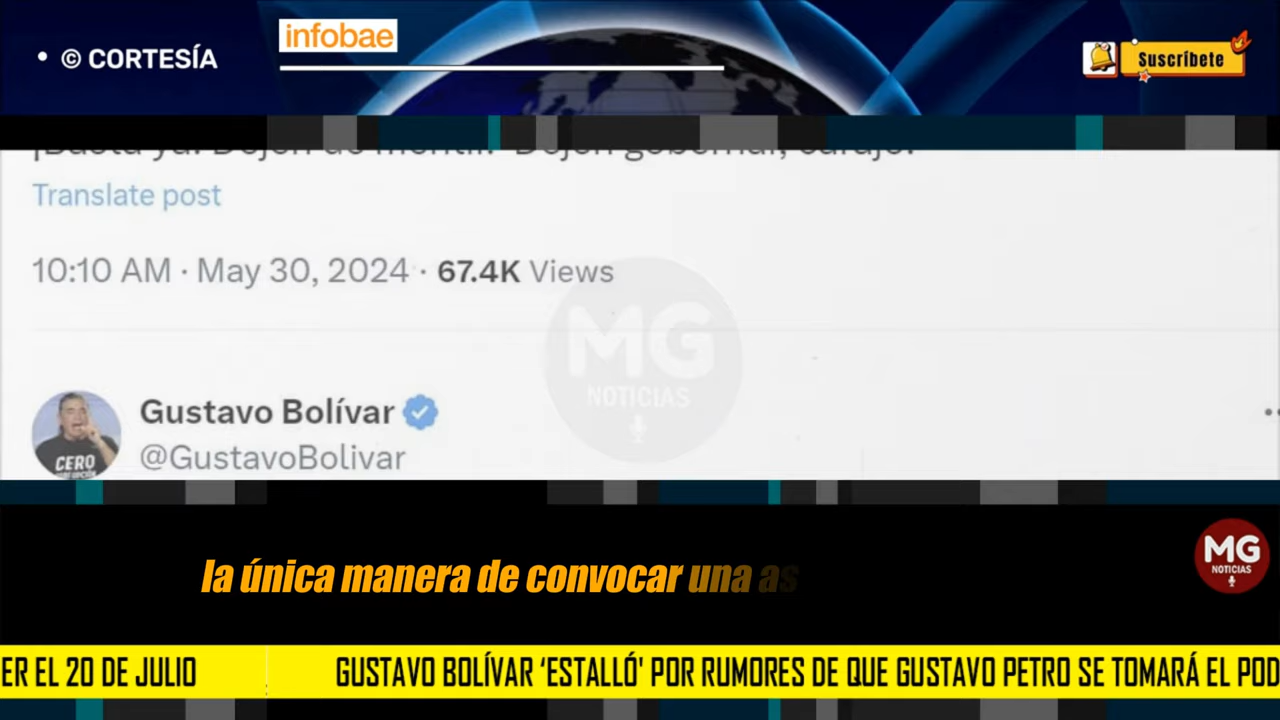 © CORTESÍA
infobae
Suscríbete
Translate post
10:10 AM · May 30, 2024 · 67.4K Views
MG
NOTICIAS
Gustavo Bolívar
@GustavoBolivar
CERO
la única manera de convocar una as
MG
NOTICIAS
ER EL 20 DE JULIO GUSTAVO BOLÍVAR ‘ESTALLÓ’ POR RUMORES DE QUE GUSTAVO PETRO SE TOMARÁ EL POD